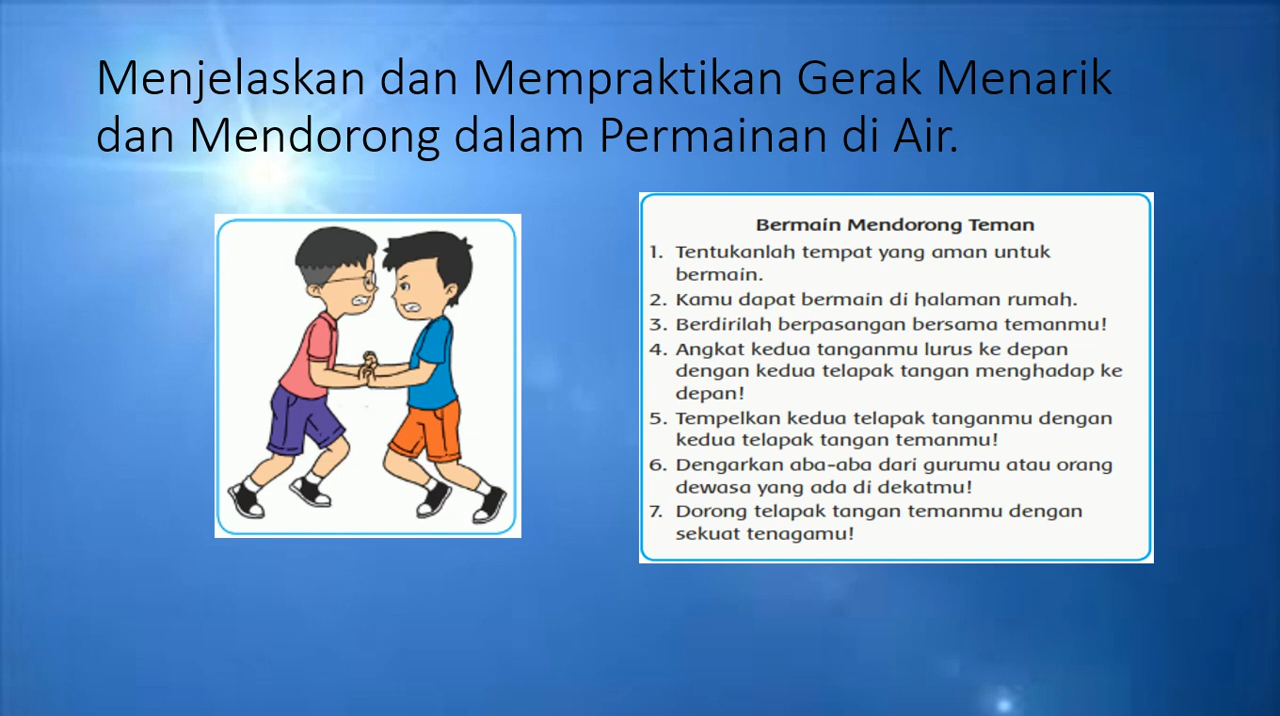 Menjelaskan dan Mempraktikan Gerak Menarik
dan Mendorong dalam Permainan di Air.
Bermain Mendorong Teman
1. Tentukanlah tempat yang aman untuk
bermain.
2. Kamu dapat bermain di halaman rumah.
3. Berdirilah berpasangan bersama temanmu!
4. Angkat kedua tanganmu lurus ke depan
dengan kedua telapak tangan menghadap ke
depan!
5. Tempelkan kedua telapak tanganmu dengan
kedua telapak tangan temanmu!
6. Dengarkan aba-aba dari gurumu atau orang
dewasa yang ada di dekatmu!
7. Dorong telapak tangan temanmu dengan
sekuat tenagamu!